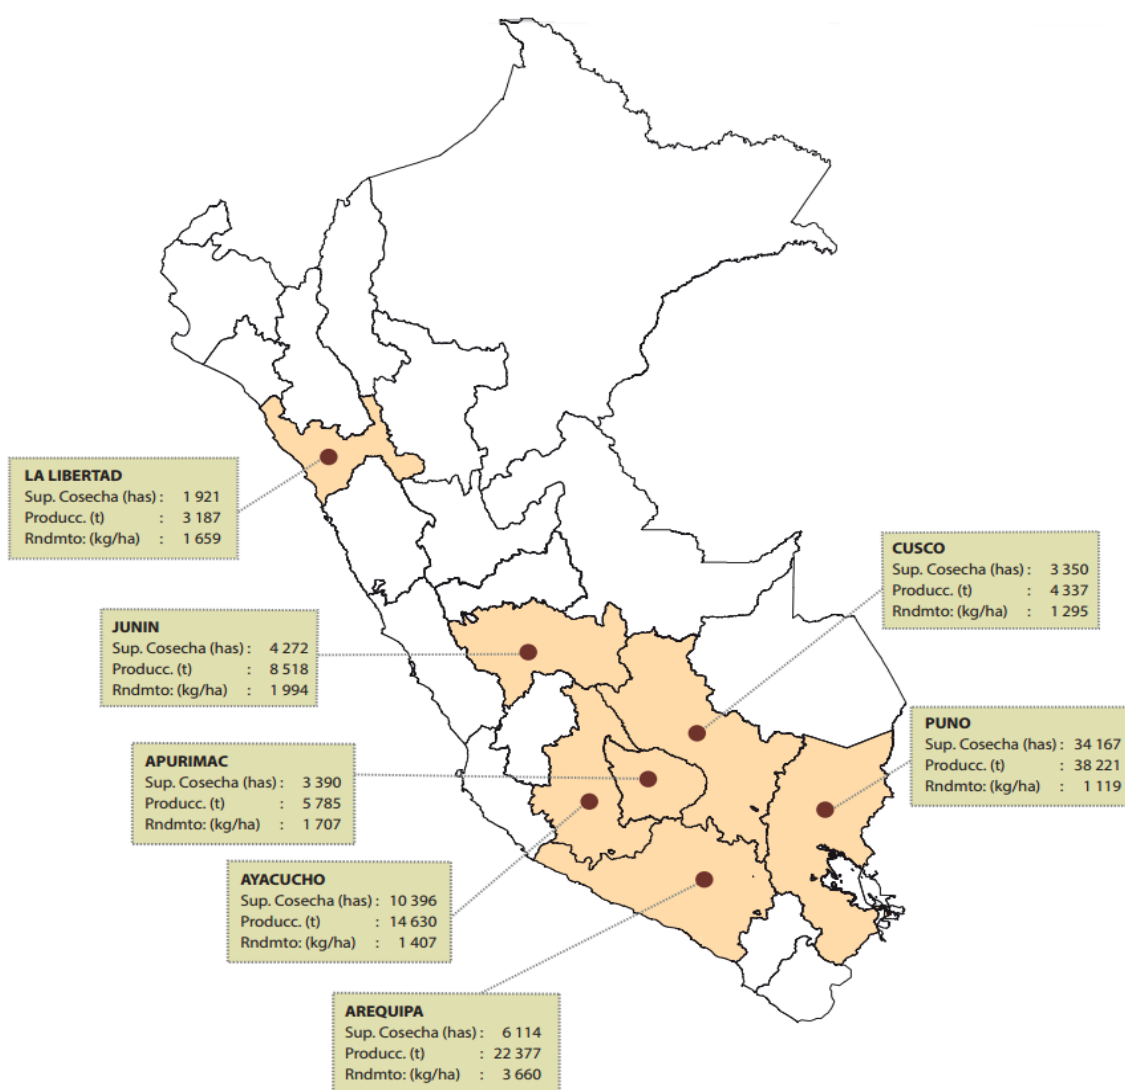 LA LIBERTAD
Sup. Cosecha (has) : 1 921
Producc. (t) : 3 187
Rndmto: (kg/ha) : 1 659
CUSCO
Sup. Cosecha (has) : 3 350
Producc. (t) : 4 337
Rndmto: (kg/ha) : 1 295
JUNIN
Sup. Cosecha (has) : 4 272
Producc. (t) : 8 518
Rndmto: (kg/ha) : 1 994
PUNO
Sup. Cosecha (has) : 34 167
Producc. (t) : 38 221
Rndmto: (kg/ha) : 1 119
APURIMAC
Sup. Cosecha (has) : 3 390
Producc. (t) : 5 785
Rndmto: (kg/ha) : 1 707
AYACUCHO
Sup. Cosecha (has) : 10 396
Producc. (t) : 14 630
Rndmto: (kg/ha) : 1 407
AREQUIPA
Sup. Cosecha (has) : 6 114
Producc. (t) : 22 377
Rndmto: (kg/ha) : 3 660